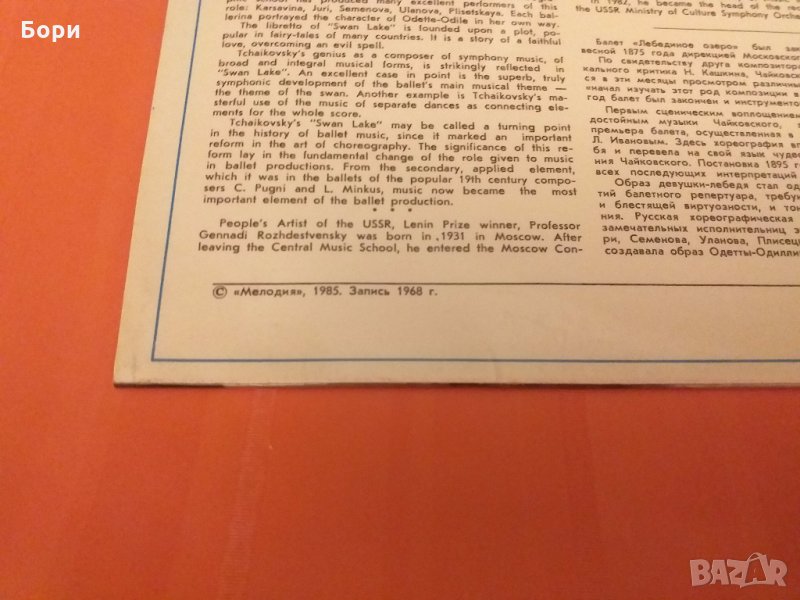 Бори
have produced many excellent performers of this
role: Karsavina, Juri, Semenova, Ulanova, Plisetskaya. Each bal-
lerina portrayed the character of Odette-Odile in her own way.
The libretto of "Swan Lake" is founded upon a plot, po-
pular in fairy-tales of many countries. It is a story of a faithful
love, overcoming an evil spell.
Tchaikovsky's genius as a composer of symphony music, of
broad and integral musical forms, is strikingly reflected in
"Swan Lake". An excellent case in point is the superb, truly
symphonic development of the ballet's main musical theme —
the theme of the swan. Another example is Tchaikovsky's ma-
sterful use of the music of separate dances as connecting ele-
ments for the whole score.
Tchaikovsky's "Swan Lake" may be called a turning point
in the history of ballet music, since it marked an important
reform in the art of choreography. The significance of this re-
form lay in the fundamental change of the role given to music
in ballet productions. From the secondary, applied element,
which it was in the ballets of the popular 19th century compo-
sers C. Pugni and L. Minkus, music now became the most
important element of the ballet production.
* * *
People's Artist of the USSR, Lenin Prize winner, Professor
Gennadi Rozhdestvensky was born in 1931 in Moscow. After
leaving the Central Music School, he entered the Moscow Con-
© «Мелодия», 1985. Запись 1968 г.
In 1982, he became the head of the
the USSR Ministry of Culture Symphony Orche
Балет «Лебединое озеро» был зак
весной 1875 года дирекцией Московског
По свидетельству друга композитор
кального критика Н. Кашкина, Чайковск
ся в эти месяцы просмотром различны
«начал изучать этот род композиции в
год балет был закончен и инструменто
Первым сценическим воплощение
достойным музыки Чайковского, т
премьера балета, осуществленная в
Л. Ивановым. Здесь хореография вп
бя и перевела на свой язык чудес
ния Чайковского. Постановка 1895 г
всех последующих интерпретаций
Образ девушки-лебедя стал од
тий балетного репертуара, требу
и блестящей виртуозности, и тон
ния. Русская хореографическая
замечательных исполнительниц э
ри, Семенова, Уланова, Плисец
создавала образ Одетты-Одилли
BAZAR